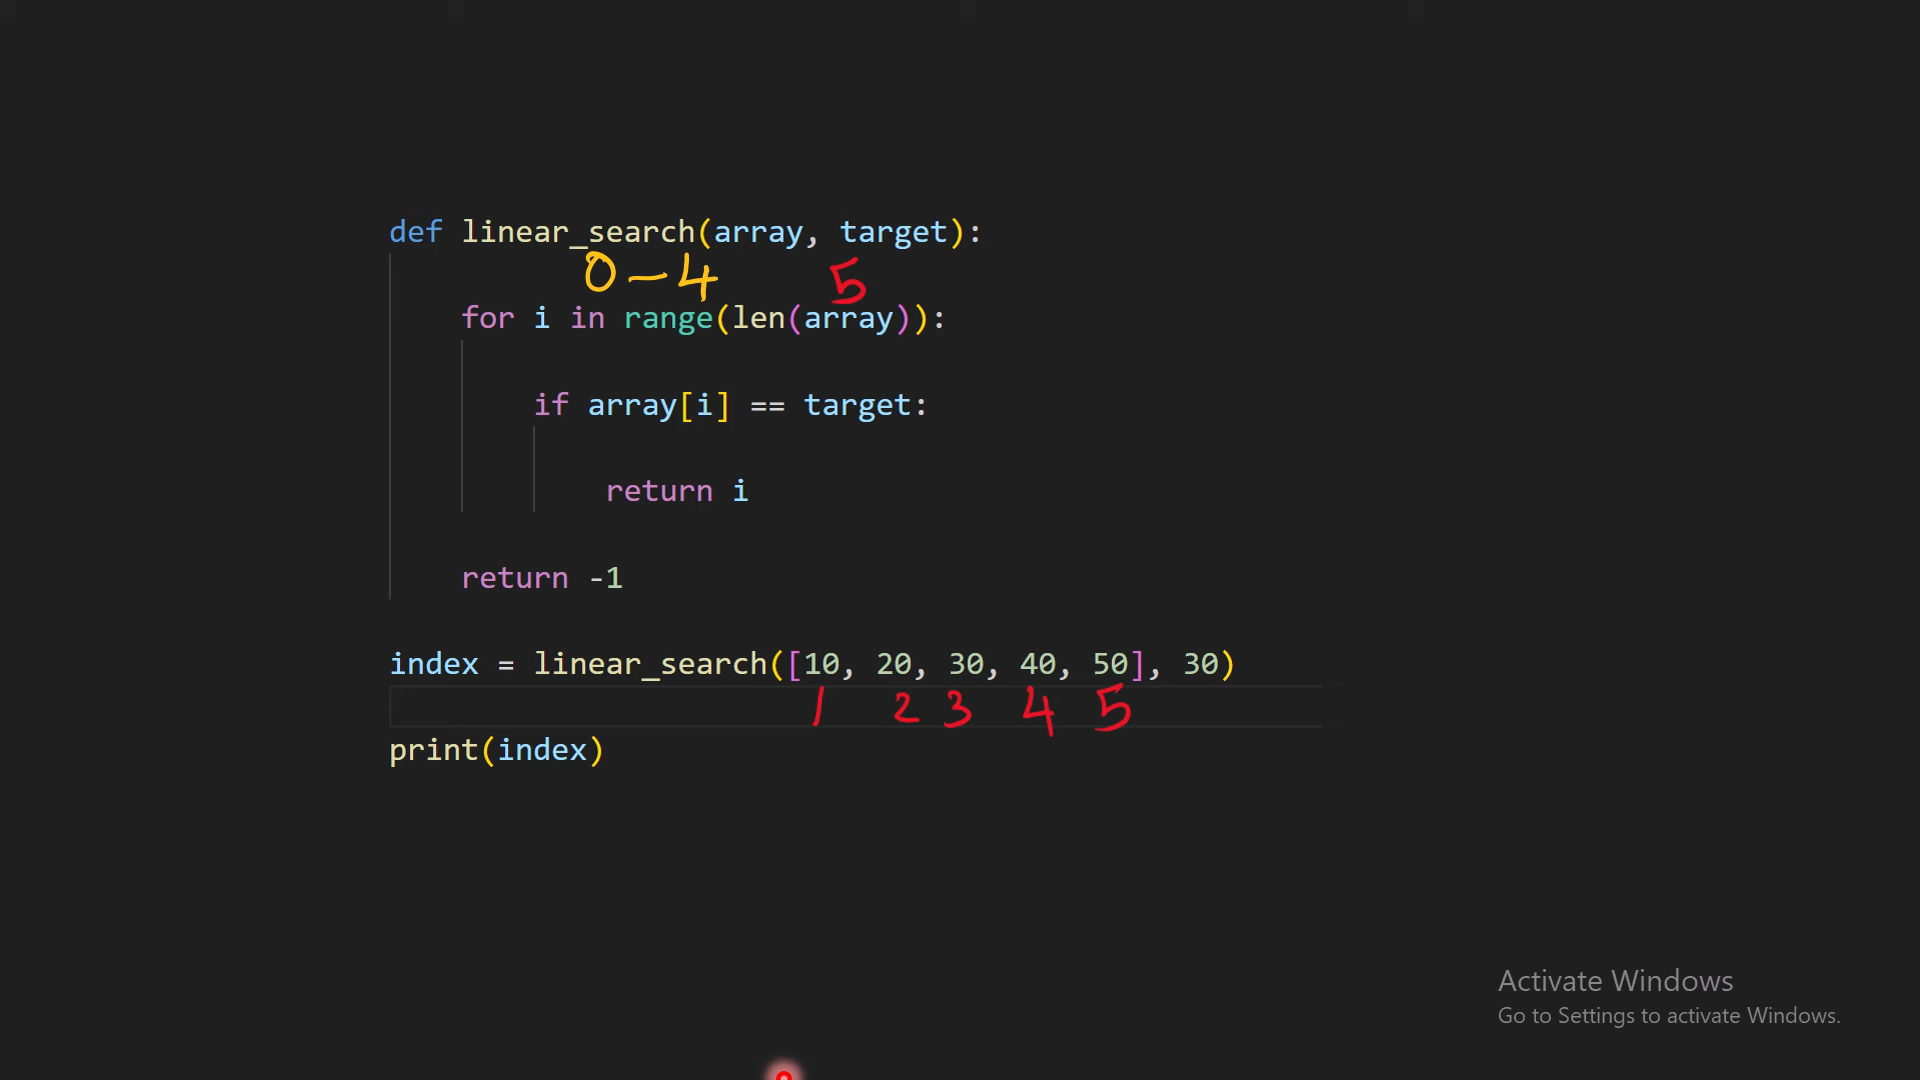 def linear_search(array, target):
0-4 5
for i in range(len(array)):
if array[i] == target:
return i
return -1
index = linear_search([10, 20, 30, 40, 50], 30)
1 2 3 4 5
print(index)
Activate Windows
Go to Settings to activate Windows.